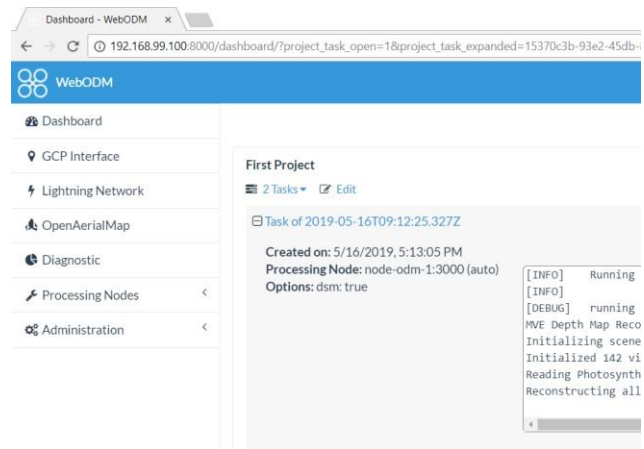 Dashboard - WebODM
192.168.99.100:8000/dashboard/?project_task_open=1&project_task_expanded=15370c3b-93e2-45db-
WebODM
Dashboard
GCP Interface
Lightning Network
OpenAerialMap
Diagnostic
Processing Nodes
Administration
First Project
2 Tasks Edit
Task of 2019-05-16T09:12:25.327Z
Created on: 5/16/2019, 5:13:05 PM
Processing Node: node-odm-1:3000 (auto)
Options: dsm: true
[INFO] Running
[INFO]
[DEBUG] running
MVE Depth Map Reco
Initializing scene
Initialized 142 vi
Reading Photosynth
Reconstructing all